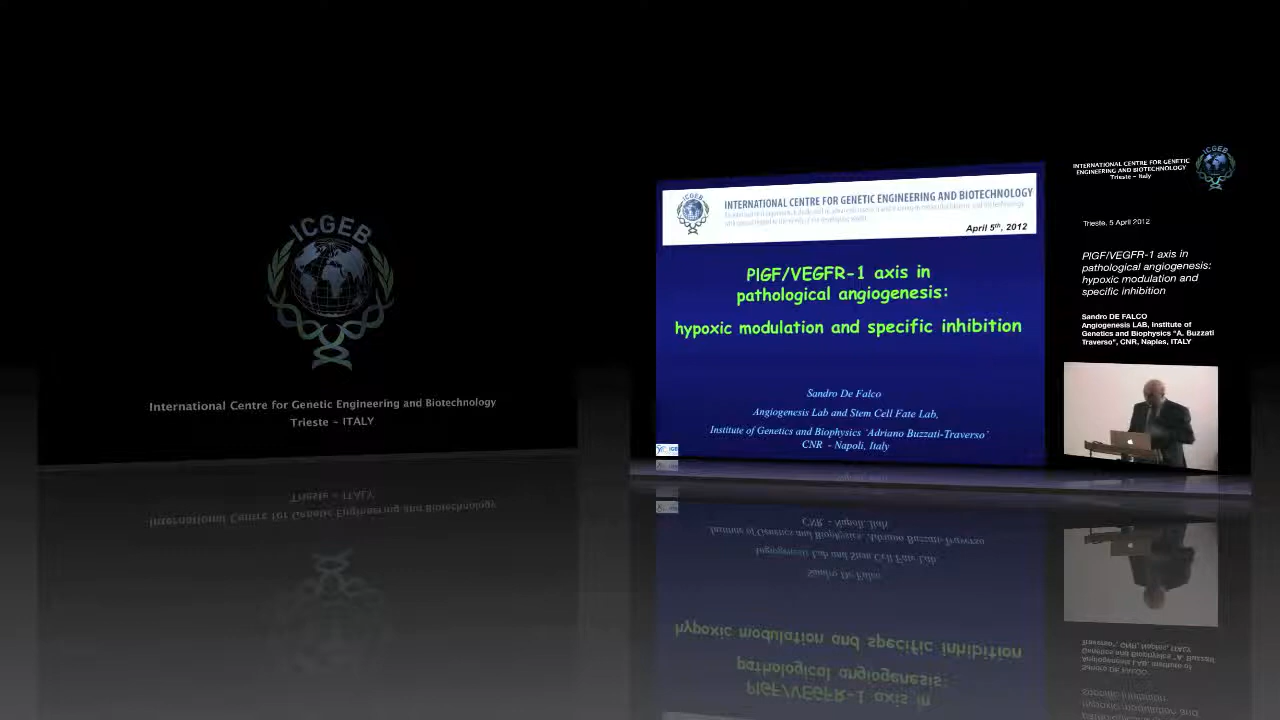 ICGEB
International Centre for Genetic Engineering and Biotechnology
Trieste - ITALY
INTERNATIONAL CENTRE FOR GENETIC ENGINEERING AND BIOTECHNOLOGY
April 5th, 2012
PlGF/VEGFR-1 axis in
pathological angiogenesis:
hypoxic modulation and specific inhibition
Sandro De Falco
Angiogenesis Lab and Stem Cell Fate Lab,
Institute of Genetics and Biophysics ‘Adriano Buzzati-Traverso’
CNR - Napoli, Italy
INTERNATIONAL CENTRE FOR GENETIC
ENGINEERING AND BIOTECHNOLOGY
Trieste - Italy
ICGEB
Trieste, 5 April 2012
PlGF/VEGFR-1 axis in
pathological angiogenesis:
hypoxic modulation and
specific inhibition
Sandro DE FALCO
Angiogenesis LAB, Institute of
Genetics and Biophysics "A. Buzzati
Traverso", CNR, Naples, ITALY